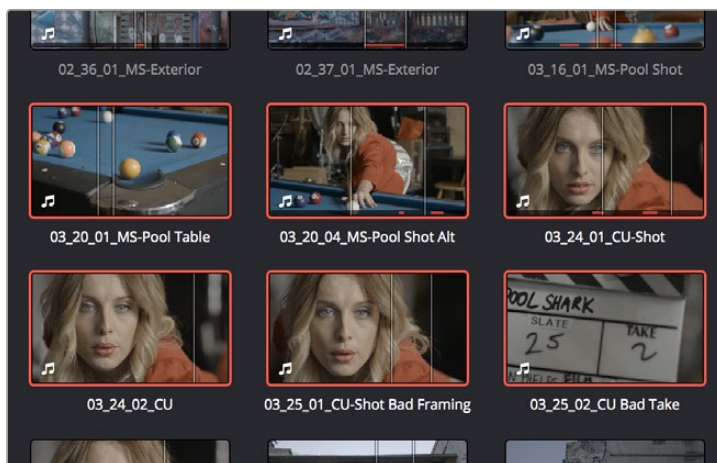 02_36_01_MS-Exterior
02_37_01_MS-Exterior
03_16_01_MS-Pool Shot
03_20_01_MS-Pool Table
03_20_04_MS-Pool Shot Alt
03_24_01_CU-Shot
POOL SHARK
SLATE
TAKE
25
2
03_24_02_CU
03_25_01_CU-Shot Bad Framing
03_25_02_CU Bad Take